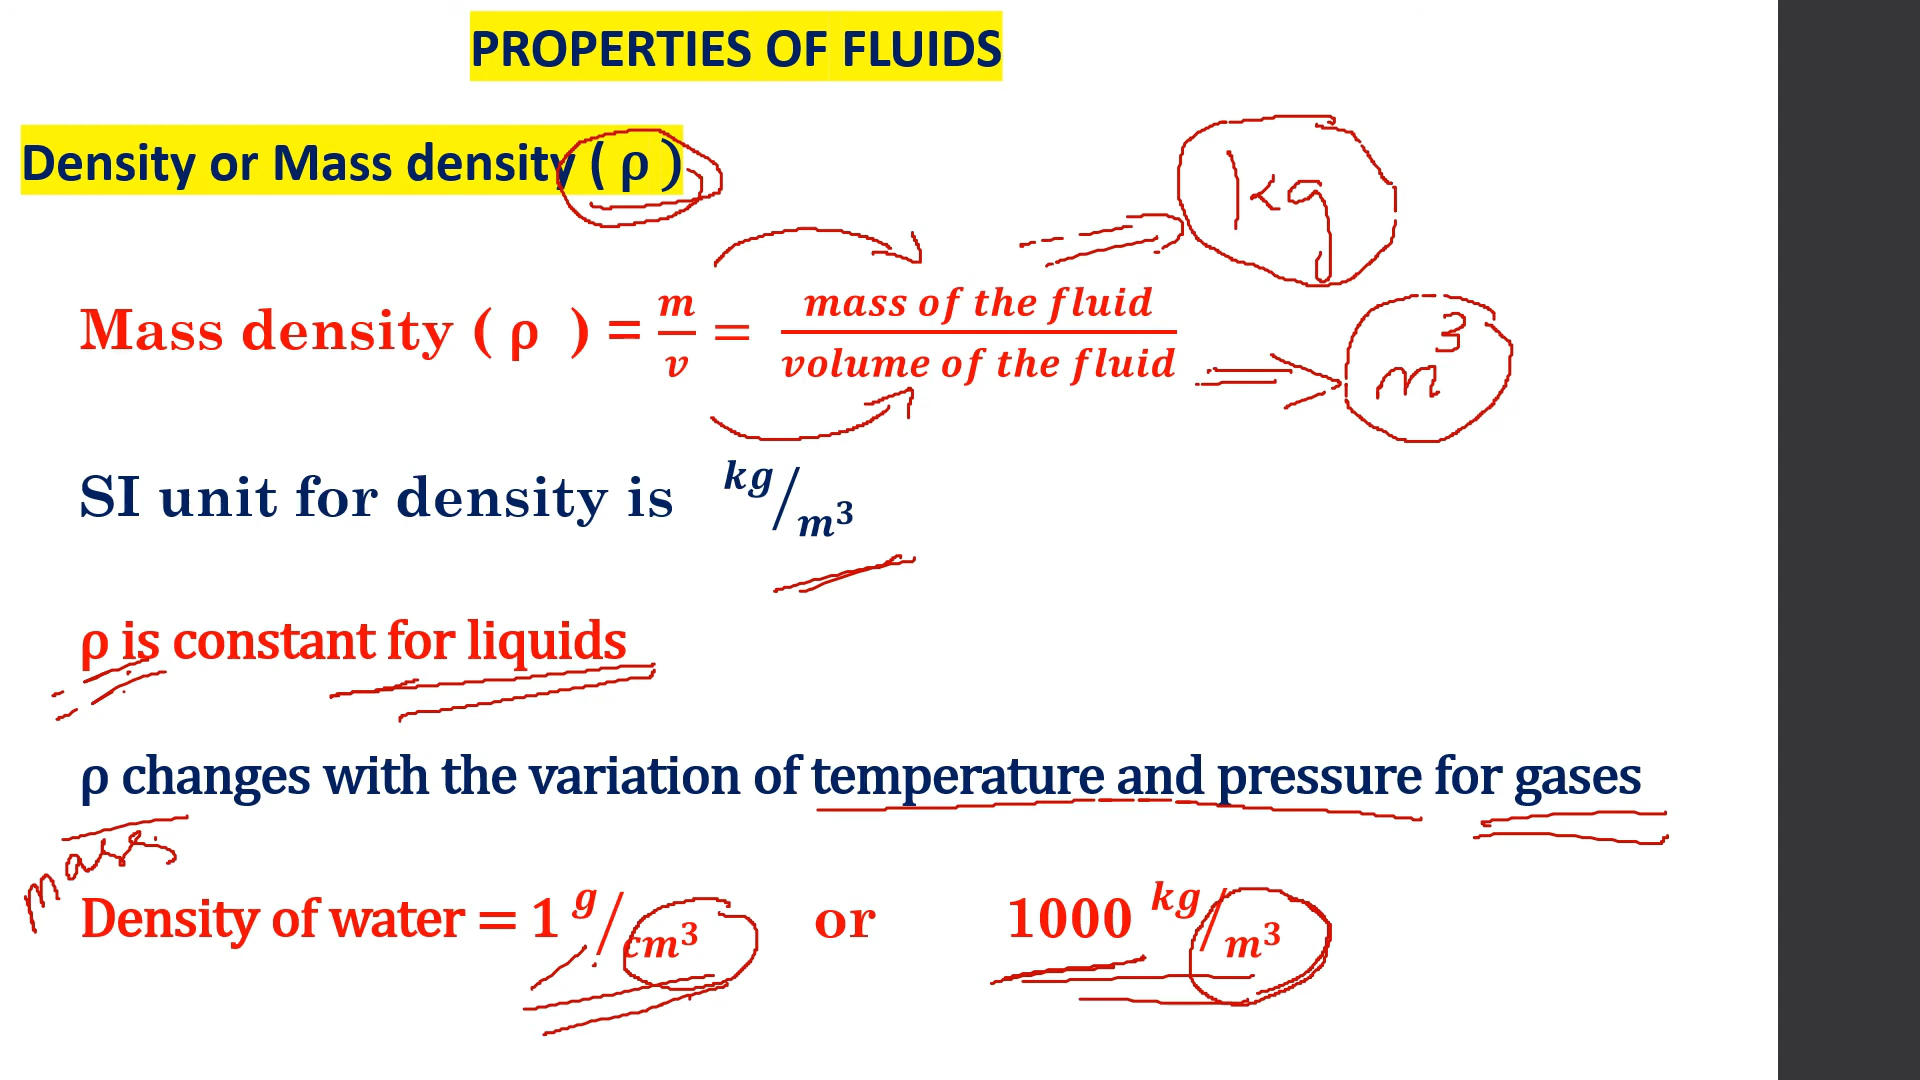 PROPERTIES OF FLUIDS
Density or Mass density ( ρ )
kg
Mass density ( ρ ) = m/v = mass of the fluid / volume of the fluid
m³
SI unit for density is kg/m³
ρ is constant for liquids
ρ changes with the variation of temperature and pressure for gases
mass
Density of water = 1 g/cm³ or 1000 kg/m³